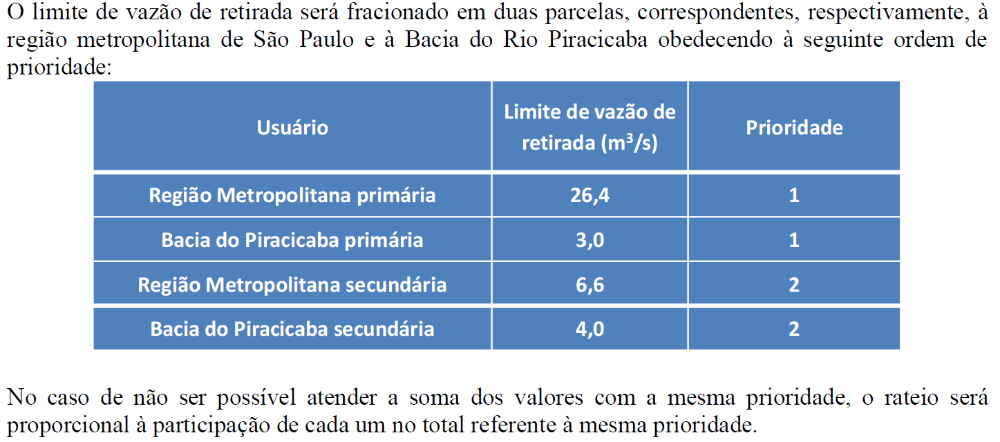 O limite de vazão de retirada será fracionado em duas parcelas, correspondentes, respectivamente, à
região metropolitana de São Paulo e à Bacia do Rio Piracicaba obedecendo à seguinte ordem de
prioridade:
Usuário Limite de vazão de retirada (m³/s) Prioridade
Região Metropolitana primária 26,4 1
Bacia do Piracicaba primária 3,0 1
Região Metropolitana secundária 6,6 2
Bacia do Piracicaba secundária 4,0 2
No caso de não ser possível atender a soma dos valores com a mesma prioridade, o rateio será
proporcional à participação de cada um no total referente à mesma prioridade.